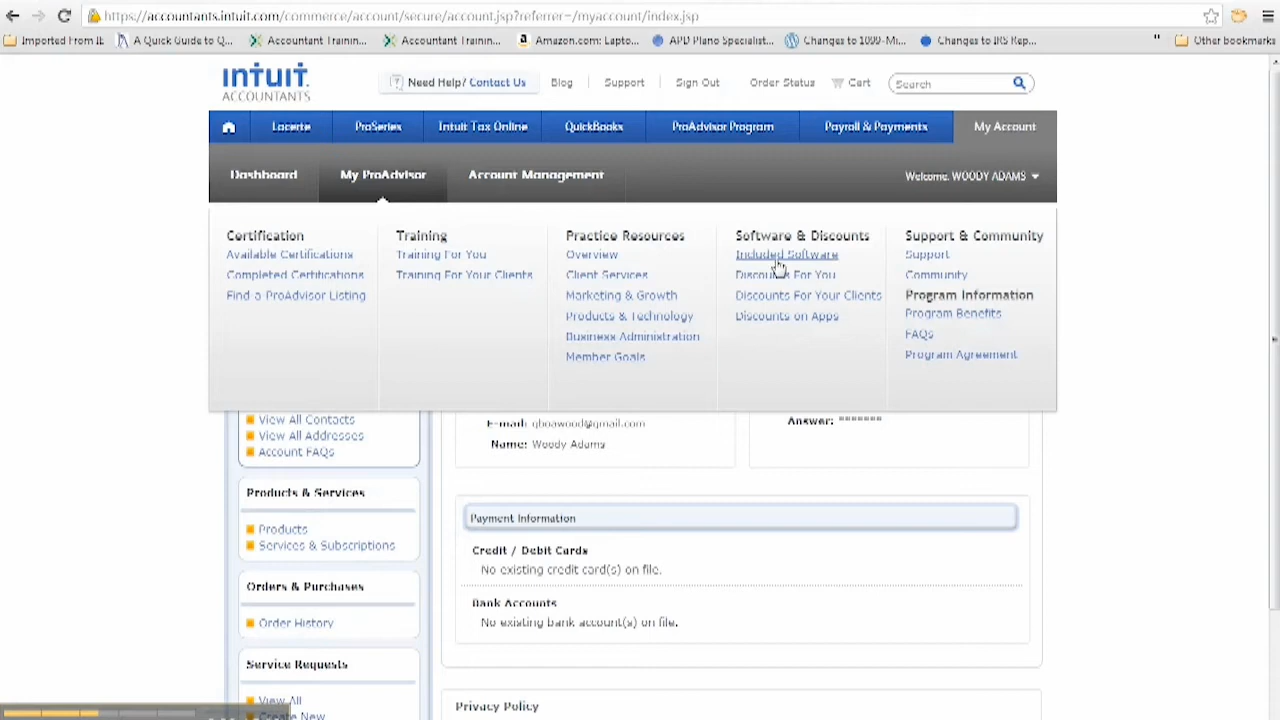 https://accountants.intuit.com/commerce/account/secure/account.jsp?referrer=/myaccount/index.jsp
Imported From IE
A Quick Guide to Q...
Accountant Trainin...
Accountant Trainin...
Amazon.com: Lapto...
APD Plano Specialist...
Changes to 1099-Mi...
Changes to IRS Rep...
"
Other bookmarks
intuit
ACCOUNTANTS
Need Help? Contact Us
Blog
Support
Sign Out
Order Status
Cart
Search
Lacerte
ProSeries
Intuit Tax Online
QuickBooks
ProAdvisor Program
Payroll & Payments
My Account
Dashboard
My ProAdvisor
Account Management
Welcome, WOODY ADAMS
Certification
Available Certifications
Completed Certifications
Find a ProAdvisor Listing
Training
Training For You
Training For Your Clients
Practice Resources
Overview
Client Services
Marketing & Growth
Products & Technology
Business Administration
Member Goals
Software & Discounts
Included Software
Discounts For You
Discounts For Your Clients
Discounts on Apps
Support & Community
Support
Community
Program Information
Program Benefits
FAQs
Program Agreement
View All Contacts
View All Addresses
Account FAQs
Products & Services
Products
Services & Subscriptions
Orders & Purchases
Order History
Service Requests
View All
Create New
E-mail: qboawood@gmail.com
Name: Woody Adams
Answer: *******
Payment Information
Credit / Debit Cards
No existing credit card(s) on file.
Bank Accounts
No existing bank account(s) on file.
Privacy Policy